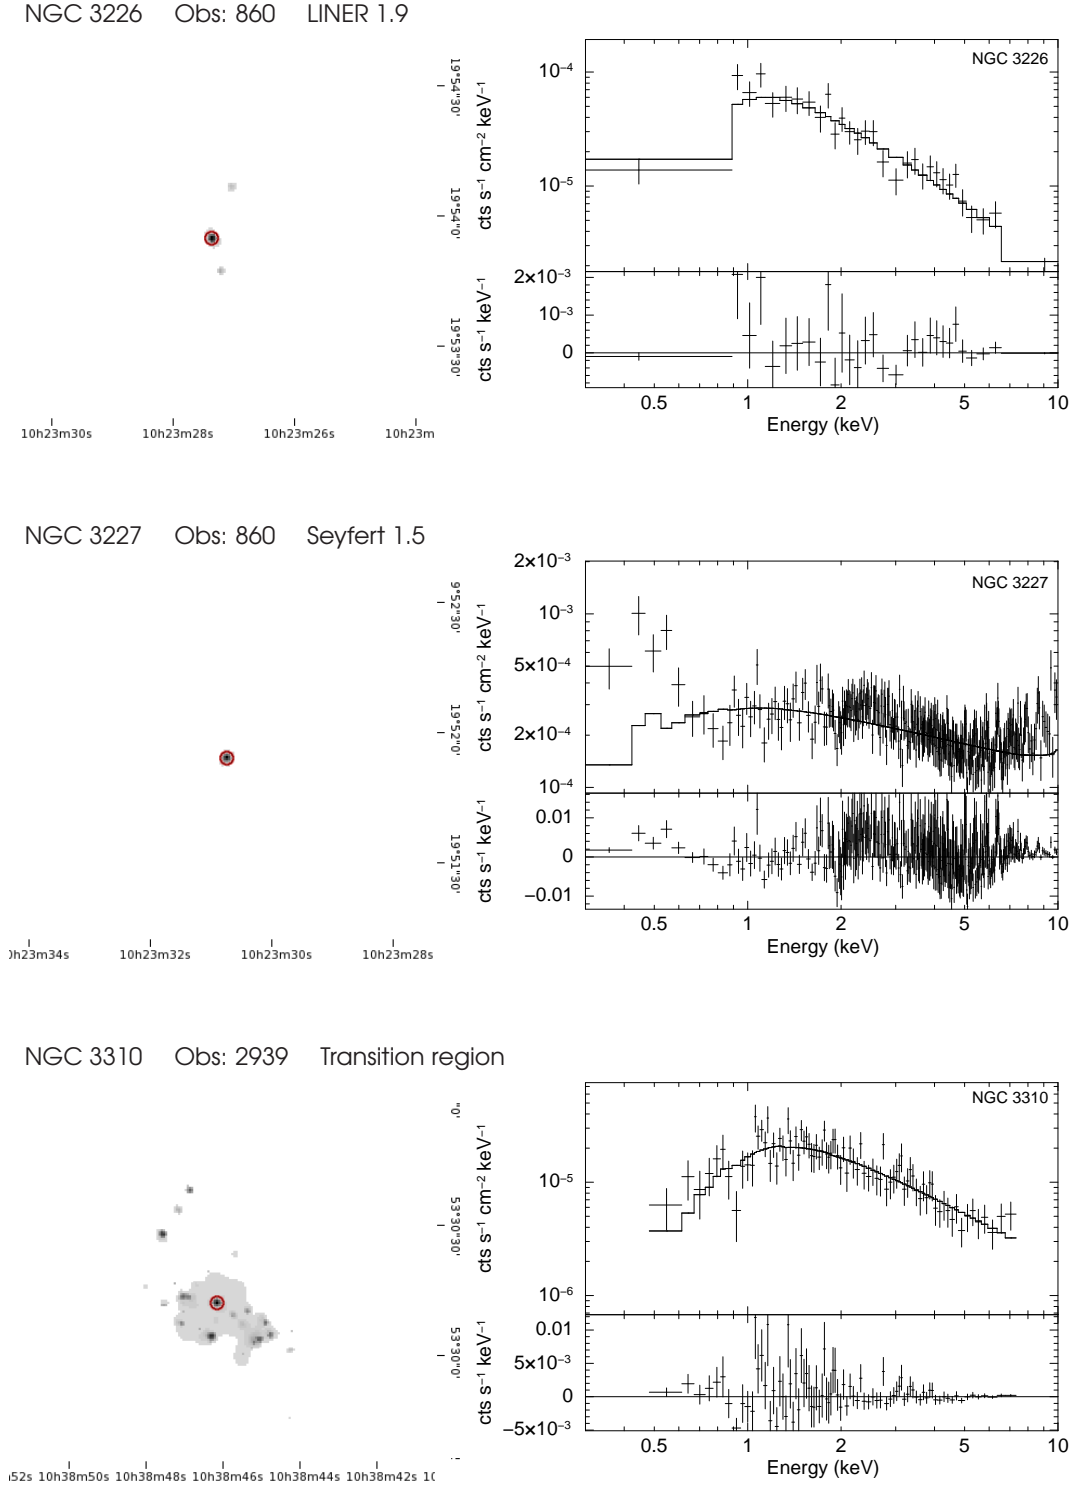 NGC 3226 Obs: 860 LINER 1.9
19°54'30"
19°54'0"
19°53'30"
10h23m30s 10h23m28s 10h23m26s 10h23m
NGC 3226
cts s⁻¹ cm⁻² keV⁻¹
10⁻⁴
10⁻⁵
cts s⁻¹ keV⁻¹
2×10⁻³
10⁻³
0
0.5 1 2 5 10
Energy (keV)
NGC 3227 Obs: 860 Seyfert 1.5
9°52'30"
19°52'0"
19°51'30"
0h23m34s 10h23m32s 10h23m30s 10h23m28s
NGC 3227
cts s⁻¹ cm⁻² keV⁻¹
2×10⁻³
10⁻³
5×10⁻⁴
2×10⁻⁴
10⁻⁴
cts s⁻¹ keV⁻¹
0.01
0
−0.01
0.5 1 2 5 10
Energy (keV)
NGC 3310 Obs: 2939 Transition region
0"
53°30'30"
53°30'0"
52s 10h38m50s 10h38m48s 10h38m46s 10h38m44s 10h38m42s 10
NGC 3310
cts s⁻¹ cm⁻² keV⁻¹
10⁻⁵
10⁻⁶
cts s⁻¹ keV⁻¹
0.01
5×10⁻³
0
−5×10⁻³
0.5 1 2 5 10
Energy (keV)